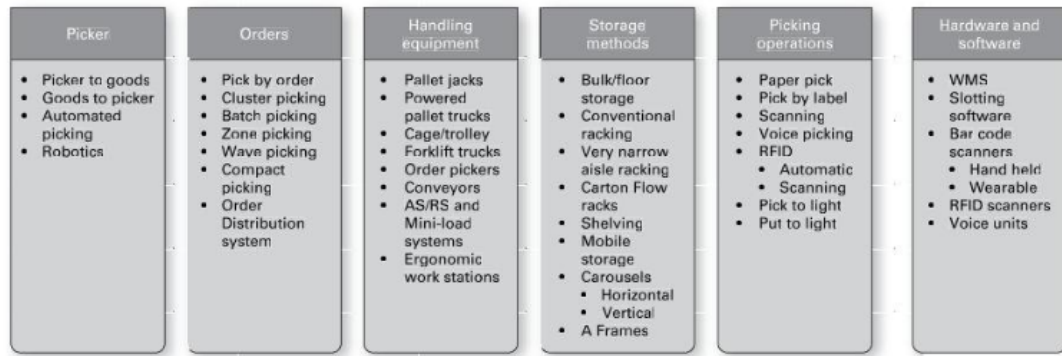 Picker
• Picker to goods
• Goods to picker
• Automated
picking
• Robotics
Orders
• Pick by order
• Cluster picking
• Batch picking
• Zone picking
• Wave picking
• Compact
picking
• Order
Distribution
system
Handling
equipment
• Pallet jacks
• Powered
pallet trucks
• Cage/trolley
• Forklift trucks
• Order pickers
• Conveyors
• AS/RS and
Mini-load
systems
• Ergonomic
work stations
Storage
methods
• Bulk/floor
storage
• Conventional
racking
• Very narrow
aisle racking
• Carton Flow
racks
• Shelving
• Mobile
storage
• Carousels
• Horizontal
• Vertical
• A Frames
Picking
operations
• Paper pick
• Pick by label
• Scanning
• Voice picking
• RFID
• Automatic
• Scanning
• Pick to light
• Put to light
Hardware and
software
• WMS
• Slotting
software
• Bar code
scanners
• Hand held
• Wearable
• RFID scanners
• Voice units